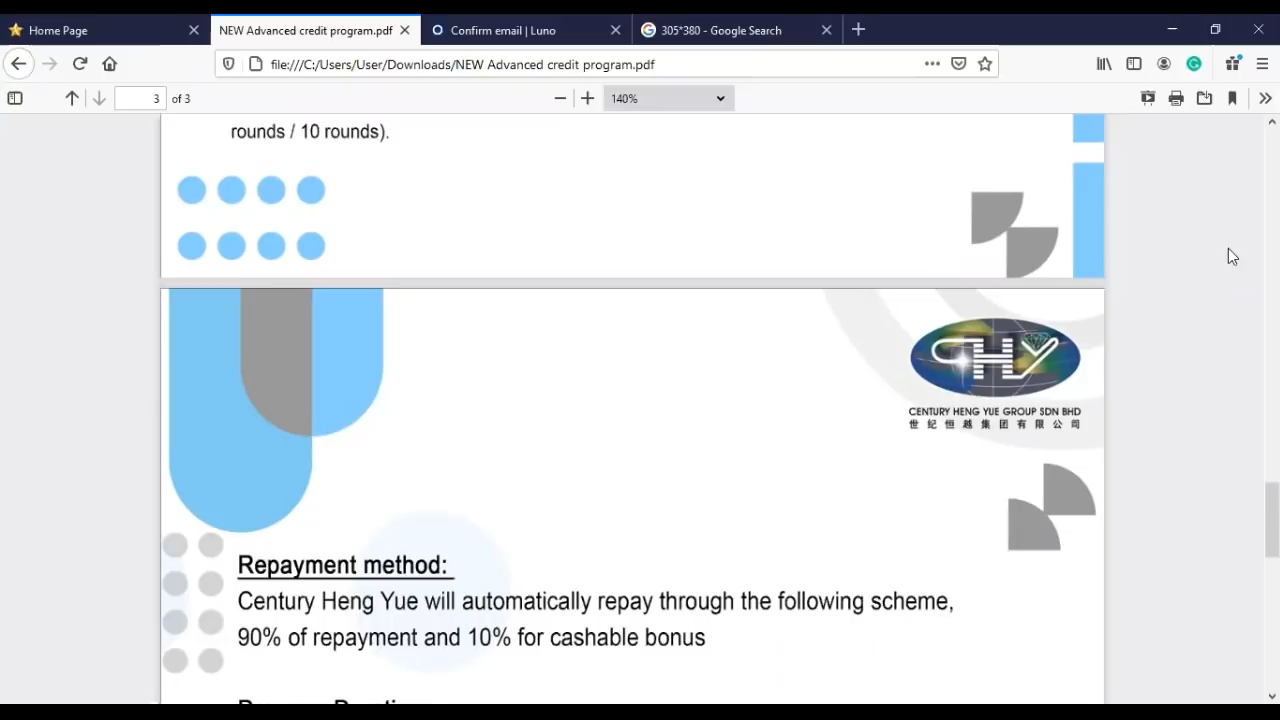 Home Page
NEW Advanced credit program.pdf
Confirm email | Luno
305*380 - Google Search
file:///C:/Users/User/Downloads/NEW Advanced credit program.pdf
3 of 3
140%
rounds / 10 rounds).
CHY
CENTURY HENG YUE GROUP SDN BHD
世纪恒越集团有限公司
Repayment method:
Century Heng Yue will automatically repay through the following scheme,
90% of repayment and 10% for cashable bonus